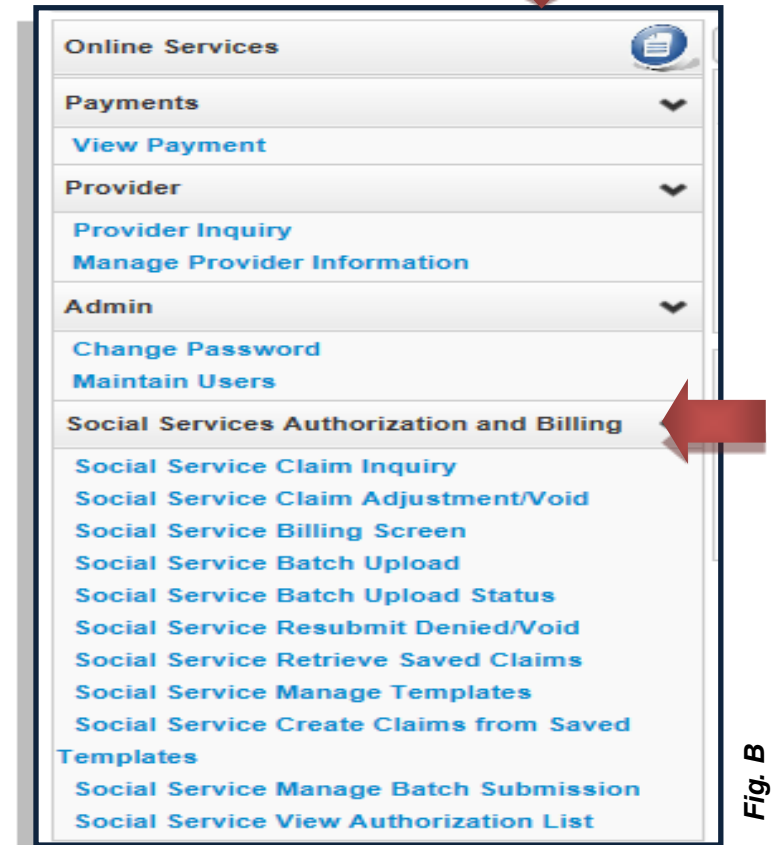 Online Services
Payments
View Payment
Provider
Provider Inquiry
Manage Provider Information
Admin
Change Password
Maintain Users
Social Services Authorization and Billing
Social Service Claim Inquiry
Social Service Claim Adjustment/Void
Social Service Billing Screen
Social Service Batch Upload
Social Service Batch Upload Status
Social Service Resubmit Denied/Void
Social Service Retrieve Saved Claims
Social Service Manage Templates
Social Service Create Claims from Saved
Templates
Social Service Manage Batch Submission
Social Service View Authorization List
Fig. B